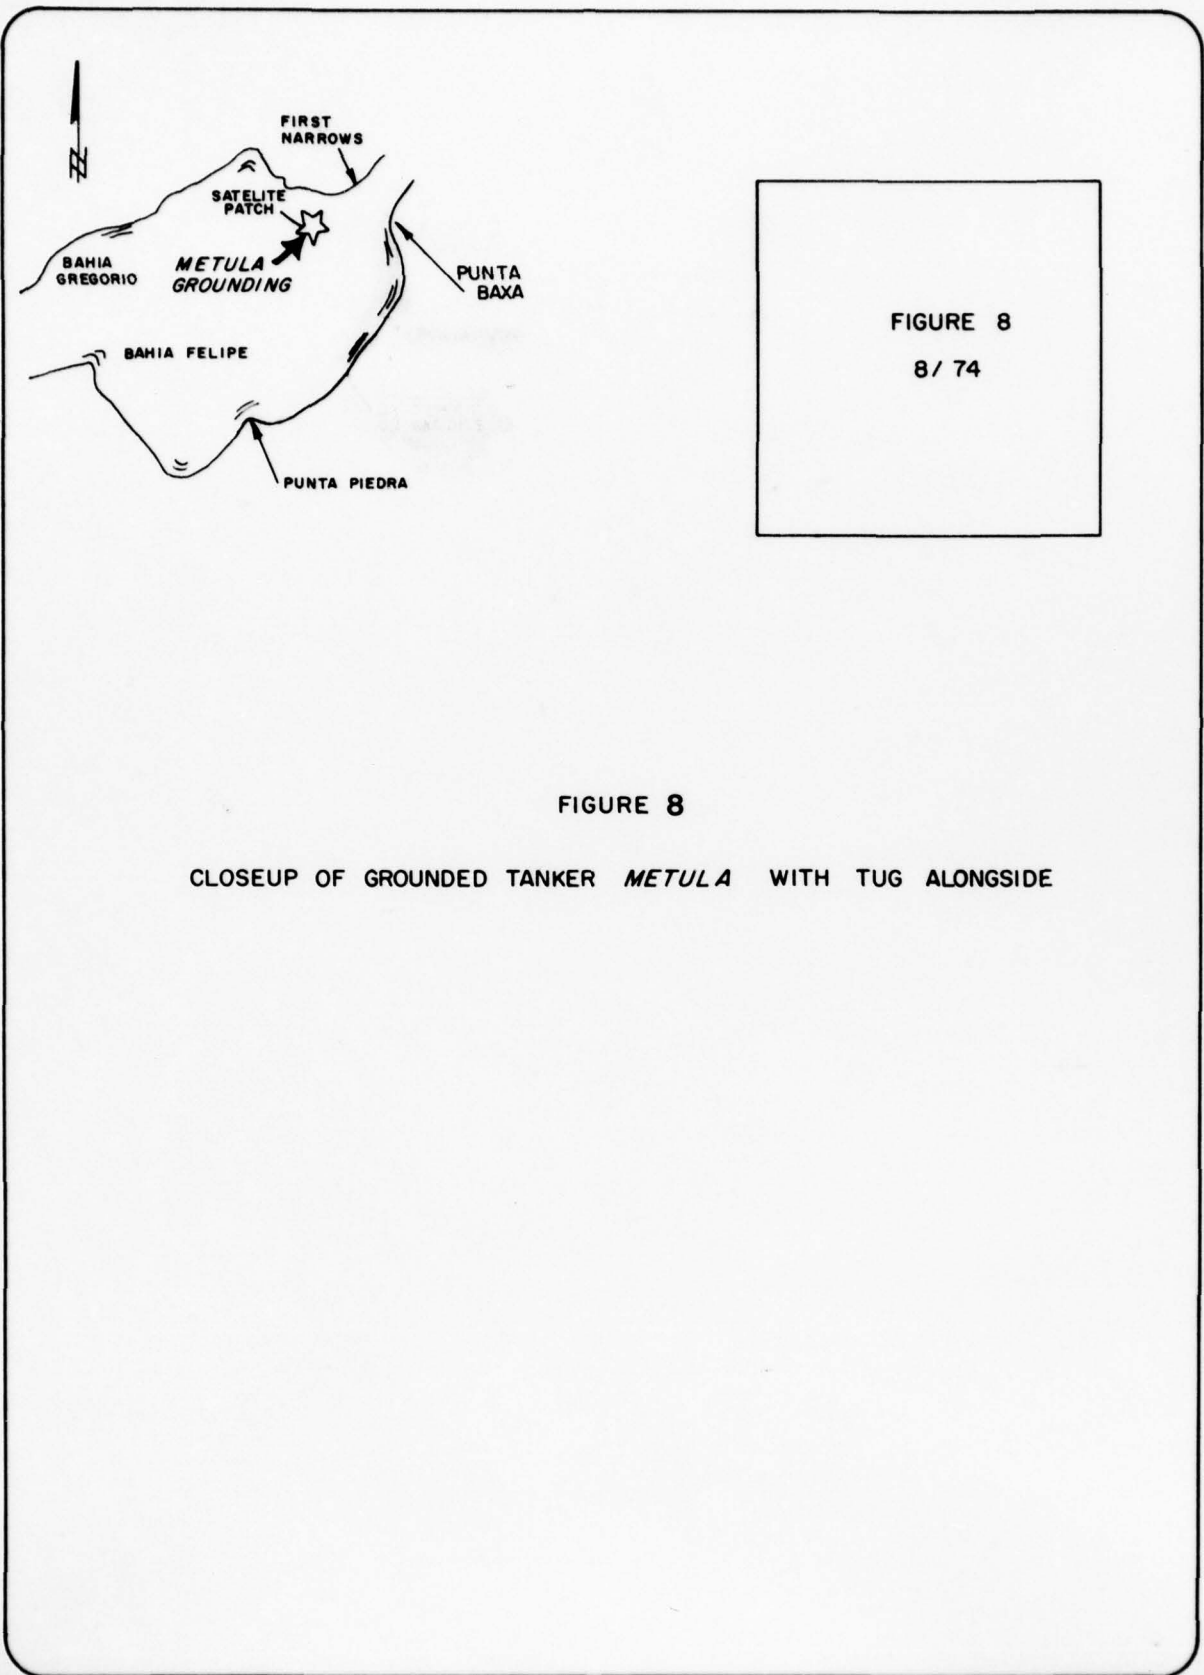 N
FIRST
NARROWS
SATELITE
PATCH
METULA
GROUNDING
BAHIA
GREGORIO
PUNTA
BAXA
BAHIA FELIPE
PUNTA PIEDRA
FIGURE 8
8/ 74
FIGURE 8
CLOSEUP OF GROUNDED TANKER METULA WITH TUG ALONGSIDE